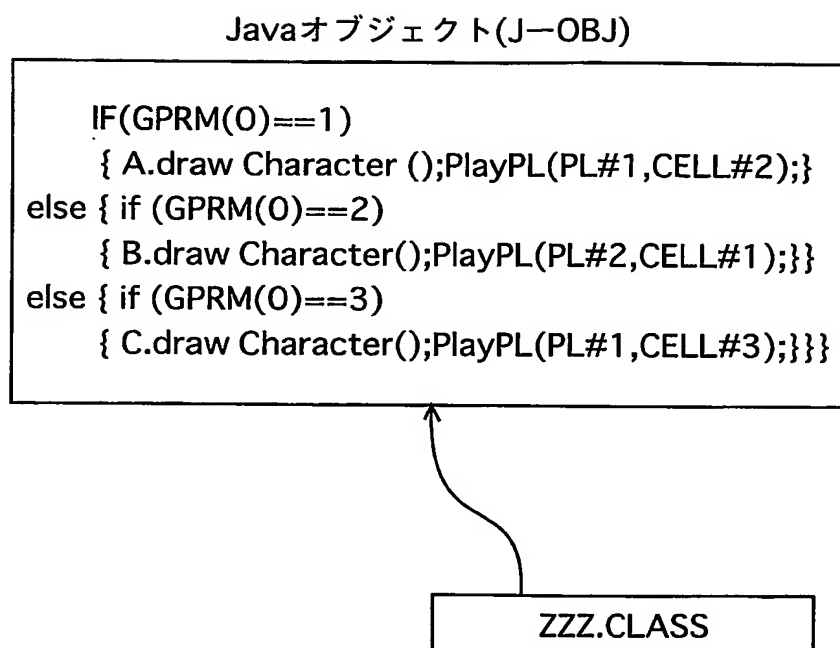 Javaオブジェクト(J−OBJ)
IF(GPRM(0)==1)
{ A.draw Character ();PlayPL(PL#1,CELL#2);}
else { if (GPRM(0)==2)
{ B.draw Character();PlayPL(PL#2,CELL#1);}}
else { if (GPRM(0)==3)
{ C.draw Character();PlayPL(PL#1,CELL#3);}}}
ZZZ.CLASS